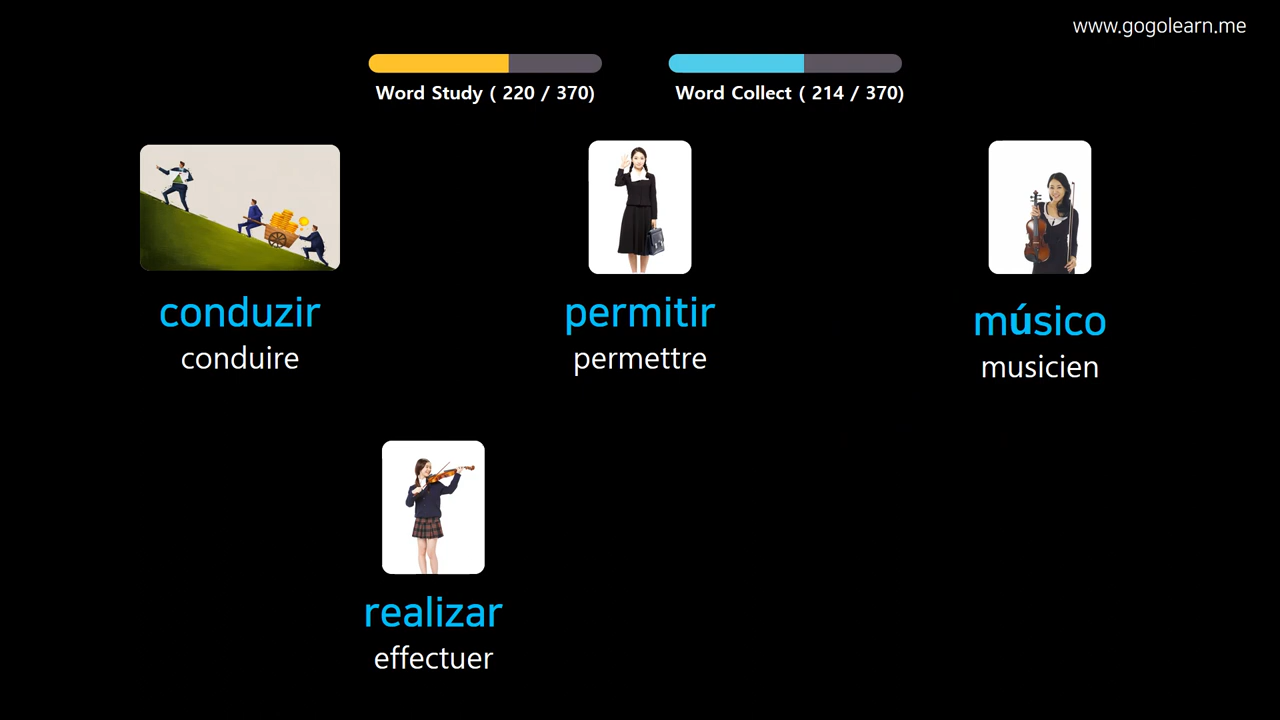 www.gogolearn.me
Word Study ( 220 / 370)
Word Collect ( 214 / 370)
conduzir
conduire
permitir
permettre
músico
musicien
realizar
effectuer